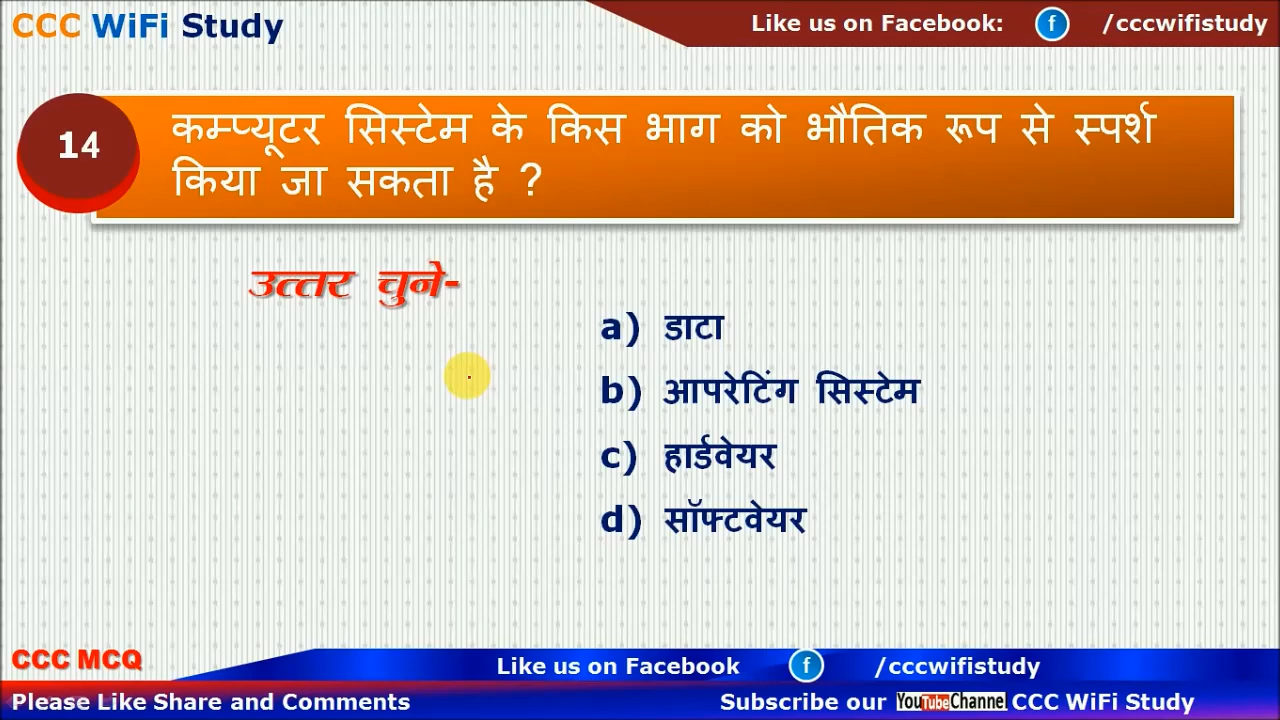 CCC WiFi Study
Like us on Facebook: f /cccwifistudy
14
कम्प्यूटर सिस्टेम के किस भाग को भौतिक रूप से स्पर्श
किया जा सकता है ?
उत्तर चुने-
a) डाटा
b) आपरेटिंग सिस्टेम
c) हार्डवेयर
d) सॉफ्टवेयर
CCC MCQ
Like us on Facebook f /cccwifistudy
Please Like Share and Comments
Subscribe our YouTube Channel CCC WiFi Study